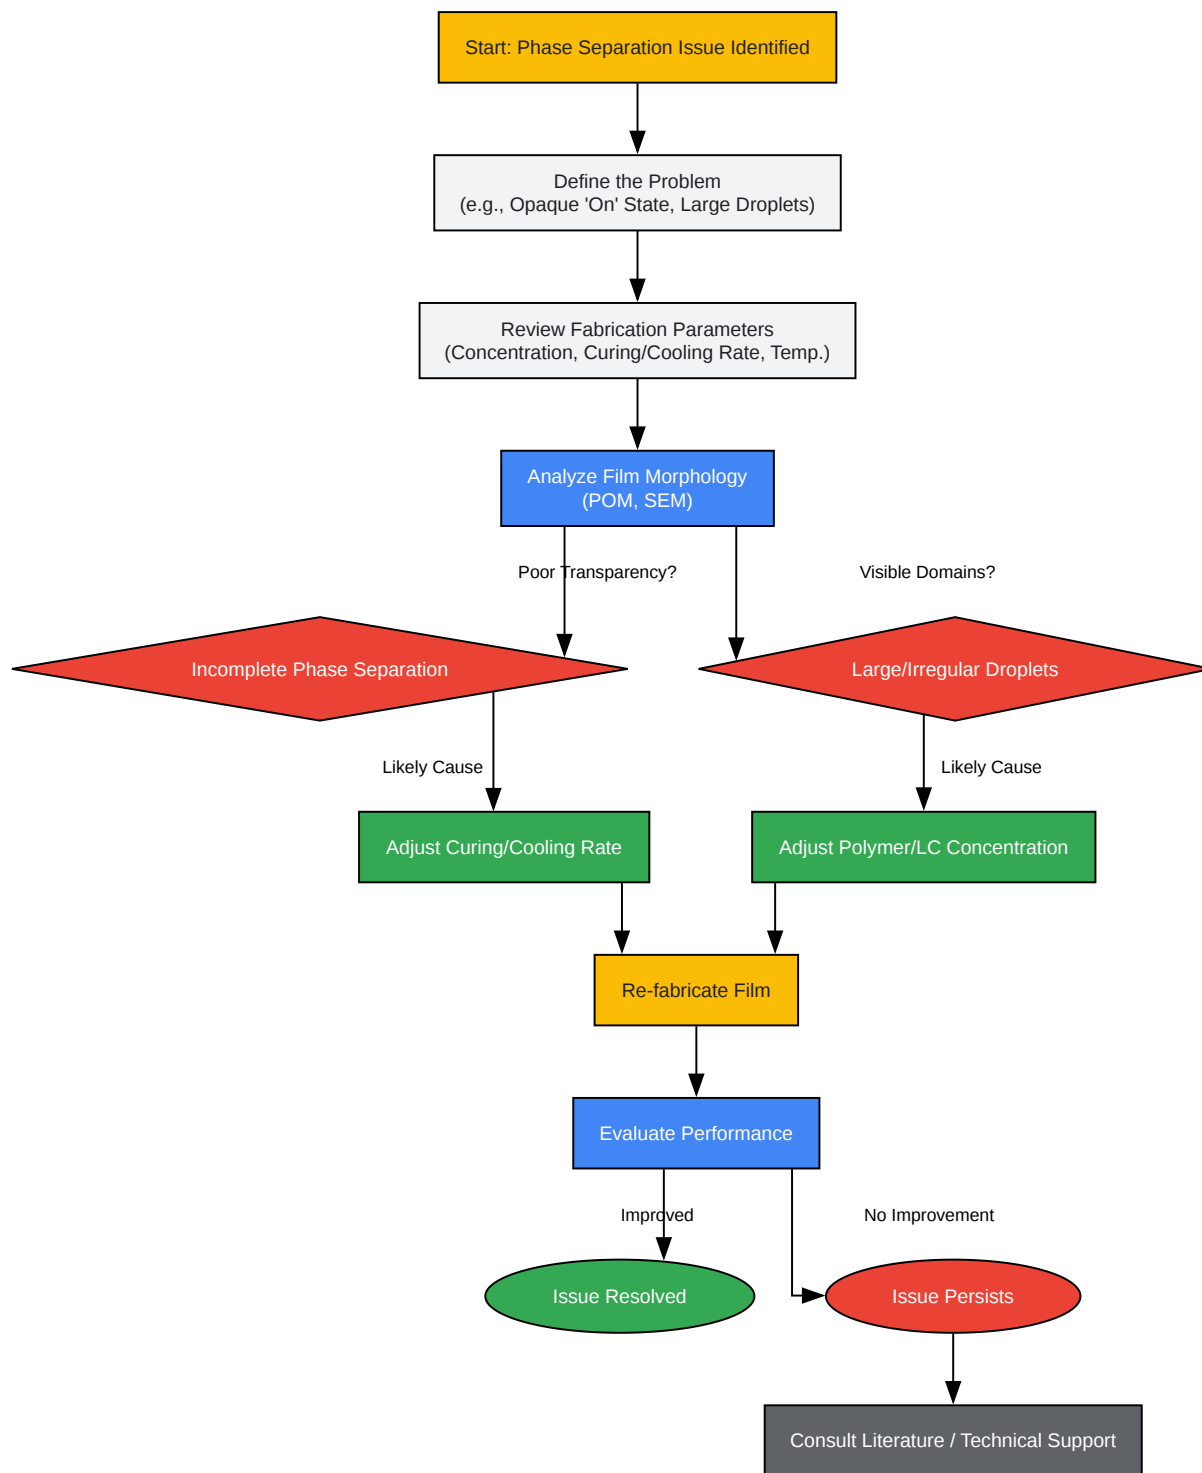 Start: Phase Separation Issue Identified
Define the Problem
(e.g., Opaque 'On' State, Large Droplets)
Review Fabrication Parameters
(Concentration, Curing/Cooling Rate, Temp.)
Analyze Film Morphology
(POM, SEM)
Poor Transparency?
Visible Domains?
Incomplete Phase Separation
Large/Irregular Droplets
Likely Cause
Likely Cause
Adjust Curing/Cooling Rate
Adjust Polymer/LC Concentration
Re-fabricate Film
Evaluate Performance
Improved
No Improvement
Issue Resolved
Issue Persists
Consult Literature / Technical Support